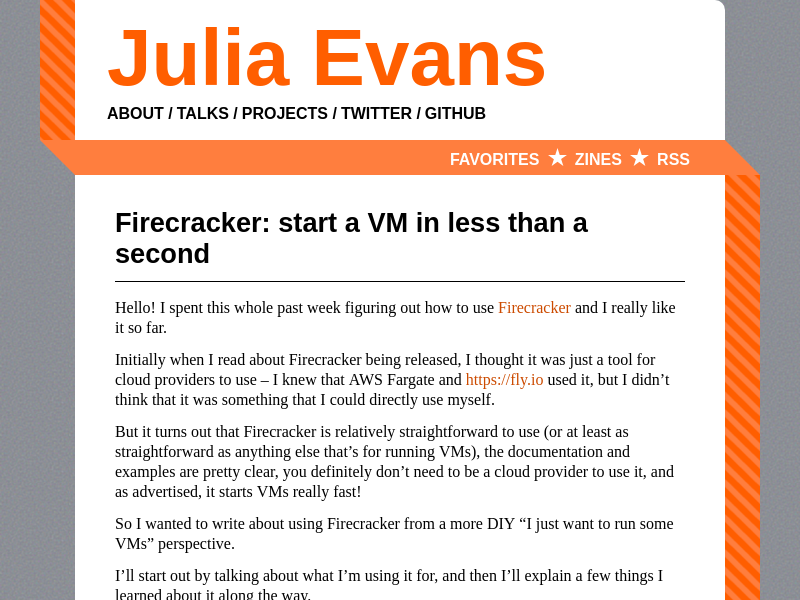 Julia Evans
ABOUT / TALKS / PROJECTS / TWITTER / GITHUB
FAVORITES ★ ZINES ★ RSS
Firecracker: start a VM in less than a
second
Hello! I spent this whole past week figuring out how to use Firecracker and I really like
it so far.
Initially when I read about Firecracker being released, I thought it was just a tool for
cloud providers to use – I knew that AWS Fargate and https://fly.io used it, but I didn’t
think that it was something that I could directly use myself.
But it turns out that Firecracker is relatively straightforward to use (or at least as
straightforward as anything else that’s for running VMs), the documentation and
examples are pretty clear, you definitely don’t need to be a cloud provider to use it, and
as advertised, it starts VMs really fast!
So I wanted to write about using Firecracker from a more DIY “I just want to run some
VMs” perspective.
I’ll start out by talking about what I’m using it for, and then I’ll explain a few things I
learned about it along the way.